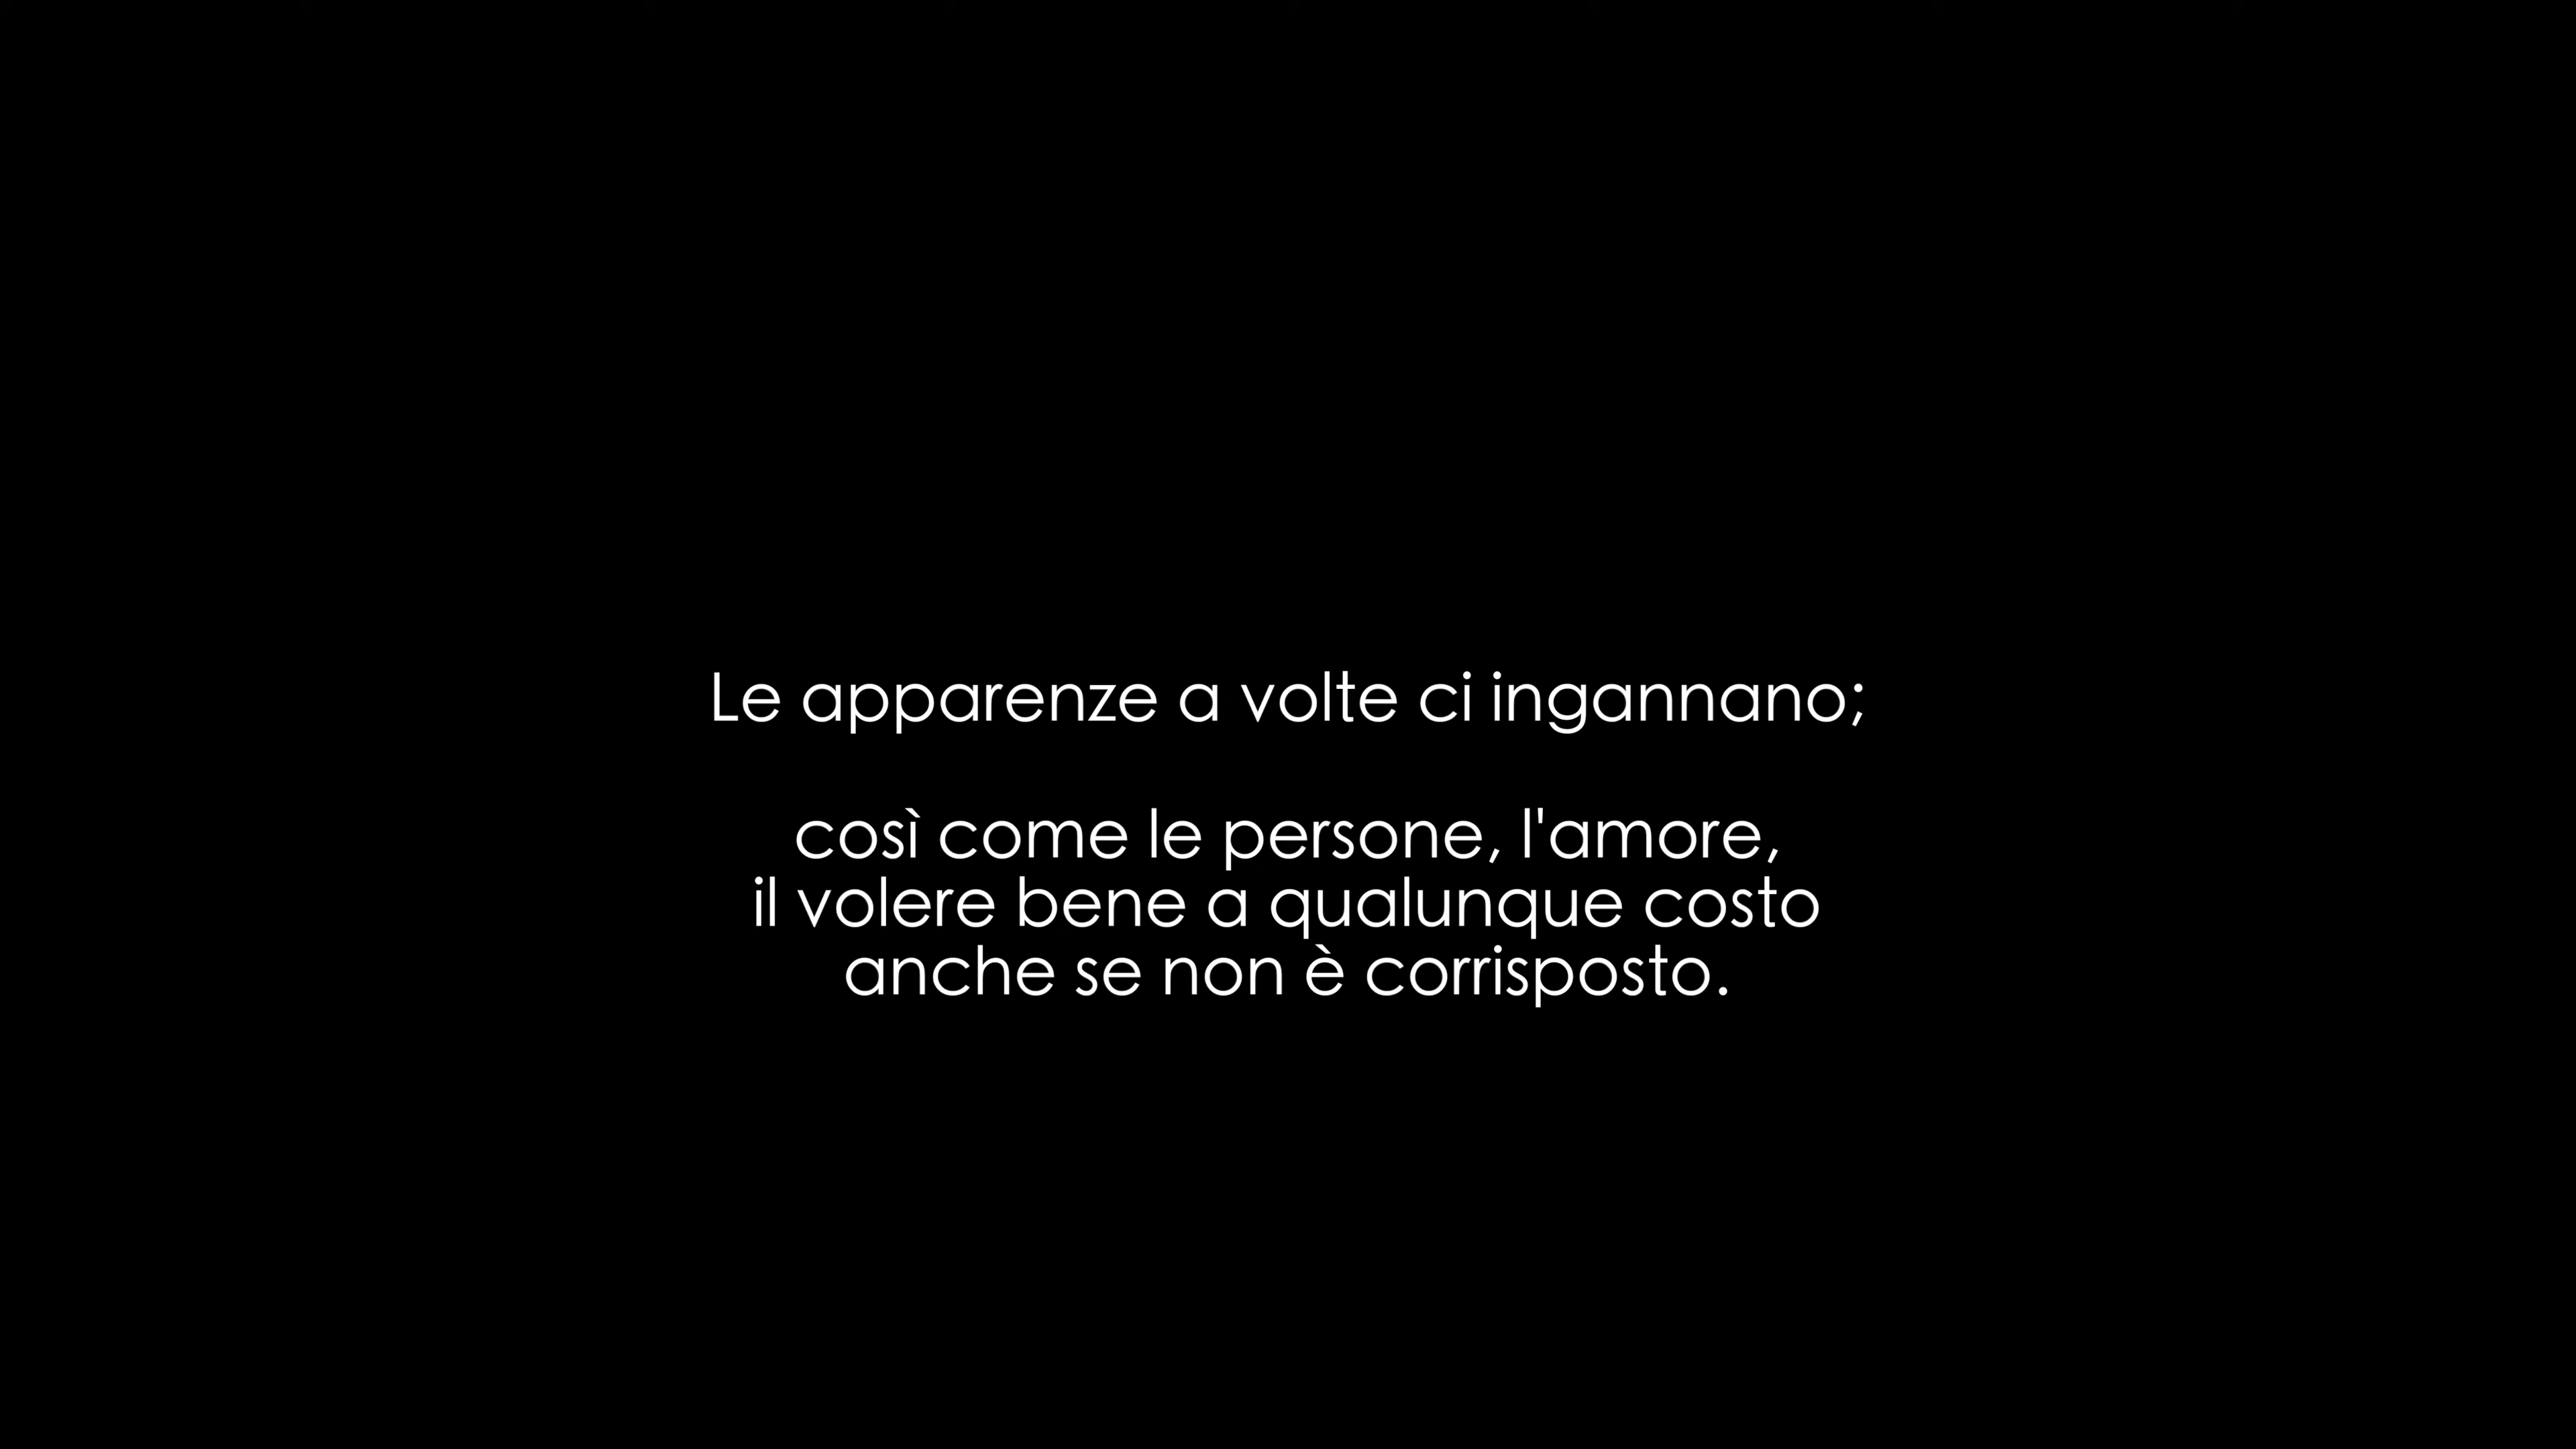 Le apparenze a volte ci ingannano;
così come le persone, l'amore,
il volere bene a qualunque costo
anche se non è corrisposto.